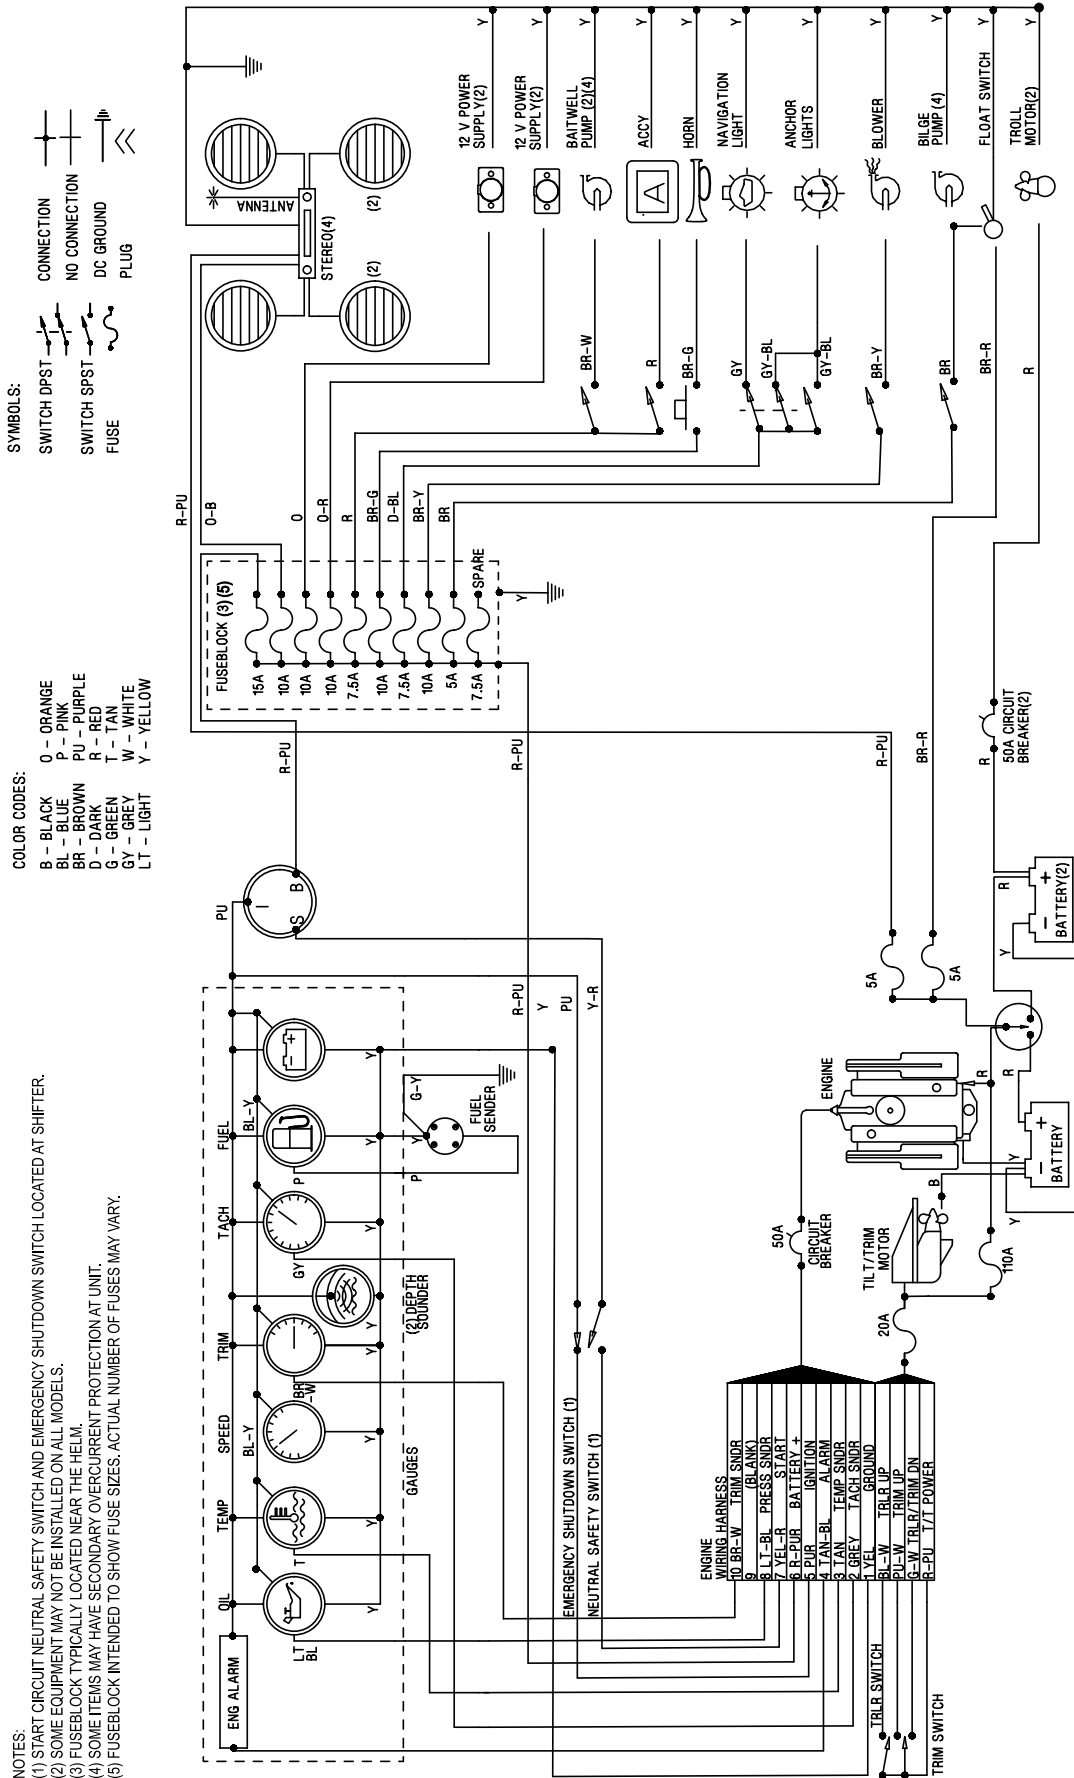 NOTES:
(1) START CIRCUIT NEUTRAL SAFETY SWITCH AND EMERGENCY SHUTDOWN SWITCH LOCATED AT SHIFTER.
(2) SOME EQUIPMENT MAY NOT BE INSTALLED ON ALL MODELS.
(3) FUSEBLOCK TYPICALLY LOCATED NEAR THE HELM.
(4) SOME ITEMS MAY HAVE SECONDARY OVERCURRENT PROTECTION AT UNIT.
(5) FUSEBLOCK INTENDED TO SHOW FUSE SIZES. ACTUAL NUMBER OF FUSES MAY VARY.
COLOR CODES:
B - BLACK
BL - BLUE
BR - BROWN
D - DARK
G - GREEN
GY - GREY
LT - LIGHT
O - ORANGE
P - PINK
PU - PURPLE
R - RED
T - TAN
W - WHITE
Y - YELLOW
SYMBOLS:
SWITCH DPST
SWITCH SPST
FUSE
CONNECTION
NO CONNECTION
DC GROUND
PLUG
ENG ALARM
OIL
TEMP
SPEED
TRIM
TACH
FUEL
LT
BL
T
BL-Y
BR
-W
GY
P
BL-Y
Y
Y
Y
Y
Y
Y
Y
(2) DEPTH
SOUNDER
GAUGES
P
Y
G-Y
FUEL
SENDER
PU
I
S
B
R-PU
R-PU
R-PU
Y
PU
Y-R
FUSEBLOCK (3)(5)
15A
10A
10A
10A
7.5A
10A
7.5A
10A
5A
7.5A
SPARE
Y
R-PU
O-B
O
O-R
R
BR-G
D-BL
BR-Y
BR
ANTENNA
STEREO(4)
(2)
(2)
12 V POWER
SUPPLY(2)
Y
12 V POWER
SUPPLY(2)
Y
BAITWELL
PUMP (2)(4)
Y
ACCY
A
Y
HORN
Y
NAVIGATION
LIGHT
Y
ANCHOR
LIGHTS
Y
BLOWER
Y
BILGE
PUMP (4)
Y
FLOAT SWITCH
Y
TROLL
MOTOR(2)
Y
BR-W
R
BR-G
GY
GY-BL
GY-BL
BR-Y
BR
BR-R
R
EMERGENCY SHUTDOWN SWITCH (1)
NEUTRAL SAFETY SWITCH (1)
ENGINE
WIRING HARNESS
10 BR-W TRIM SNDR
9 (BLANK)
8 LT-BL PRESS SNDR
7 YEL-R START
6 R-PUR BATTERY +
5 PUR IGNITION
4 TAN-BL ALARM
3 TAN TEMP SNDR
2 GREY TACH SNDR
1 YEL GROUND
BL-W TRLR UP
PU-W TRIM UP
G-W TRLR/TRIM DN
R-PU T/T POWER
TRLR SWITCH
TRIM SWITCH
50A
CIRCUIT
BREAKER
ENGINE
TILT/TRIM
MOTOR
20A
110A
B
Y
Y
R
R
- +
BATTERY
R-PU
BR-R
5A
5A
R
50A CIRCUIT
BREAKER(2)
R
Y
- +
BATTERY(2)